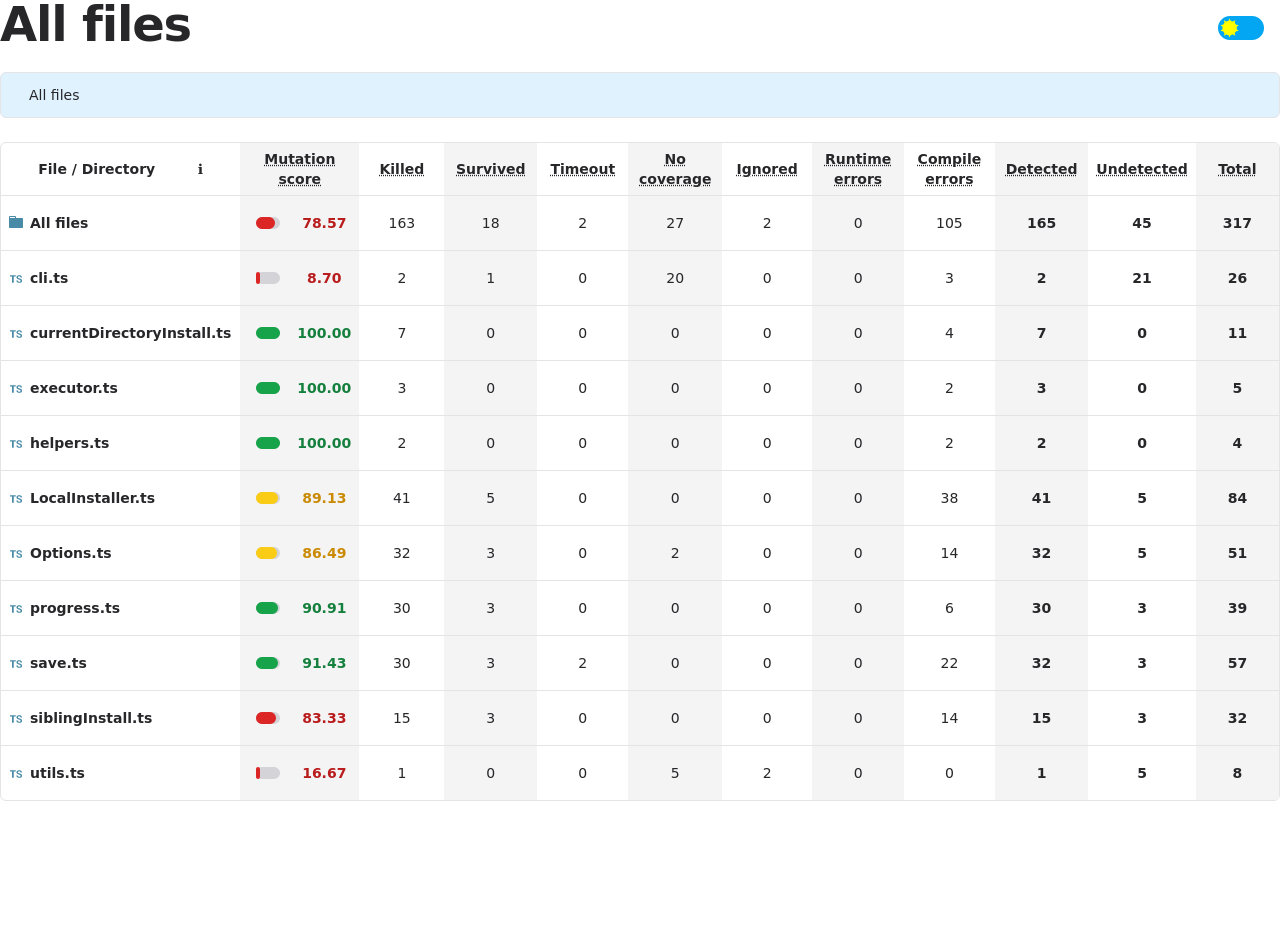 All files
All files
File / Directory ℹ Mutation score Killed Survived Timeout No coverage Ignored Runtime errors Compile errors Detected Undetected Total
All files 78.57 163 18 2 27 2 0 105 165 45 317
TS cli.ts 8.70 2 1 0 20 0 0 3 2 21 26
TS currentDirectoryInstall.ts 100.00 7 0 0 0 0 0 4 7 0 11
TS executor.ts 100.00 3 0 0 0 0 0 2 3 0 5
TS helpers.ts 100.00 2 0 0 0 0 0 2 2 0 4
TS LocalInstaller.ts 89.13 41 5 0 0 0 0 38 41 5 84
TS Options.ts 86.49 32 3 0 2 0 0 14 32 5 51
TS progress.ts 90.91 30 3 0 0 0 0 6 30 3 39
TS save.ts 91.43 30 3 2 0 0 0 22 32 3 57
TS siblingInstall.ts 83.33 15 3 0 0 0 0 14 15 3 32
TS utils.ts 16.67 1 0 0 5 2 0 0 1 5 8